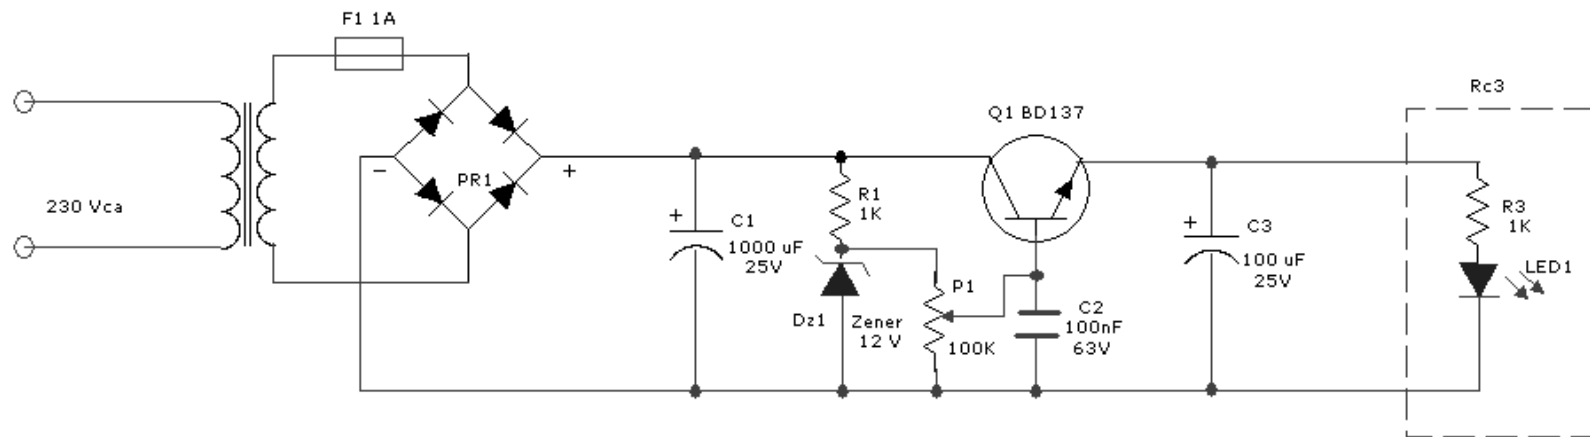 F1 1A
230 Vca
PR1
−
+
+
C1
1000 uF
25V
R1
1K
Dz1
Zener
12 V
P1
100K
Q1 BD137
C2
100nF
63V
+
C3
100 uF
25V
Rc3
R3
1K
LED1